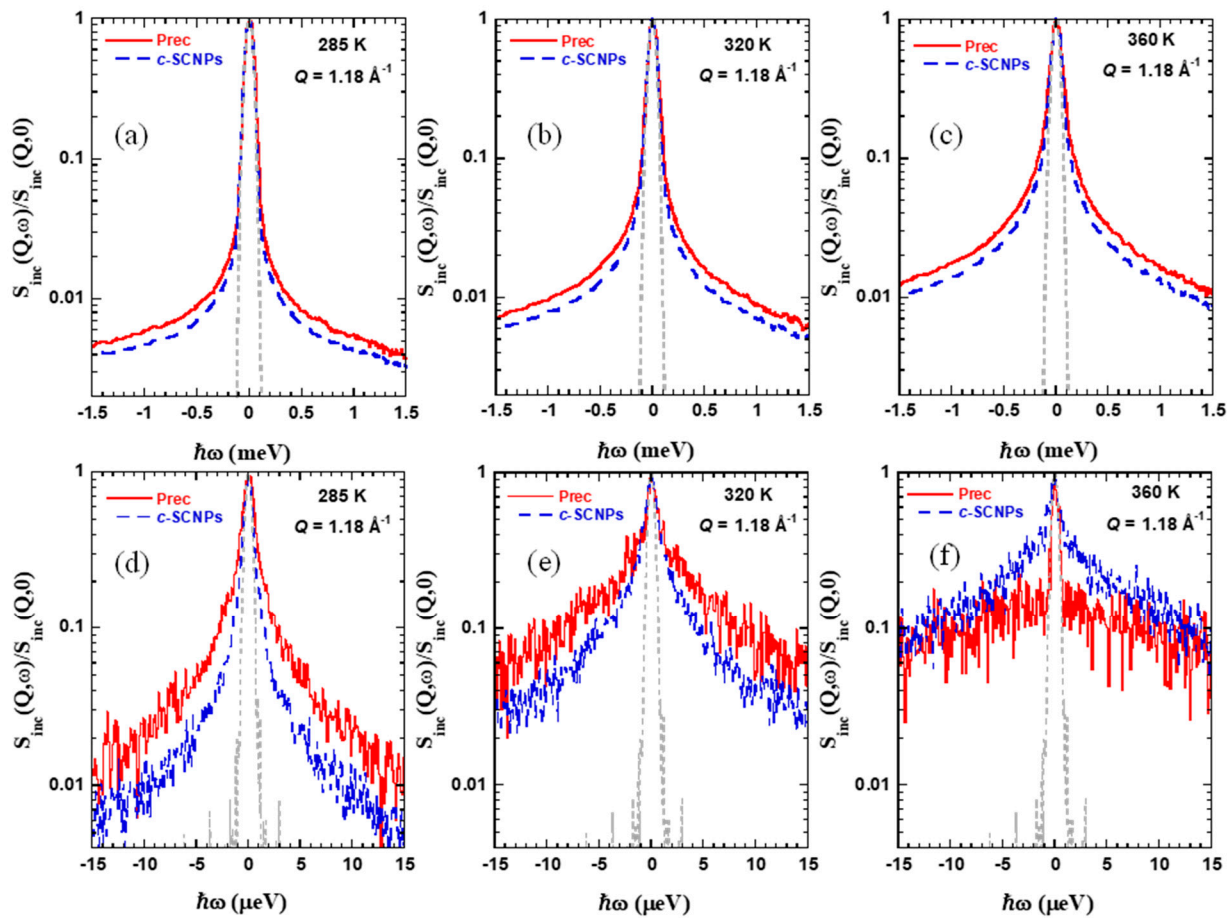 S_inc(Q,ω)/S_inc(Q,0)
1
0.1
0.01
Prec
c-SCNPs
285 K
Q = 1.18 Å⁻¹
(a)
-1.5 -1 -0.5 0 0.5 1 1.5
ħω (meV)
S_inc(Q,ω)/S_inc(Q,0)
1
0.1
0.01
Prec
c-SCNPs
320 K
Q = 1.18 Å⁻¹
(b)
-1.5 -1 -0.5 0 0.5 1 1.5
ħω (meV)
S_inc(Q,ω)/S_inc(Q,0)
1
0.1
0.01
Prec
c-SCNPs
360 K
Q = 1.18 Å⁻¹
(c)
-1.5 -1 -0.5 0 0.5 1 1.5
ħω (meV)
S_inc(Q,ω)/S_inc(Q,0)
1
0.1
0.01
Prec
c-SCNPs
285 K
Q = 1.18 Å⁻¹
(d)
-15 -10 -5 0 5 10 15
ħω (μeV)
S_inc(Q,ω)/S_inc(Q,0)
1
0.1
0.01
Prec
c-SCNPs
320 K
Q = 1.18 Å⁻¹
(e)
-15 -10 -5 0 5 10 15
ħω (μeV)
S_inc(Q,ω)/S_inc(Q,0)
1
0.1
0.01
Prec
c-SCNPs
360 K
Q = 1.18 Å⁻¹
(f)
-15 -10 -5 0 5 10 15
ħω (μeV)